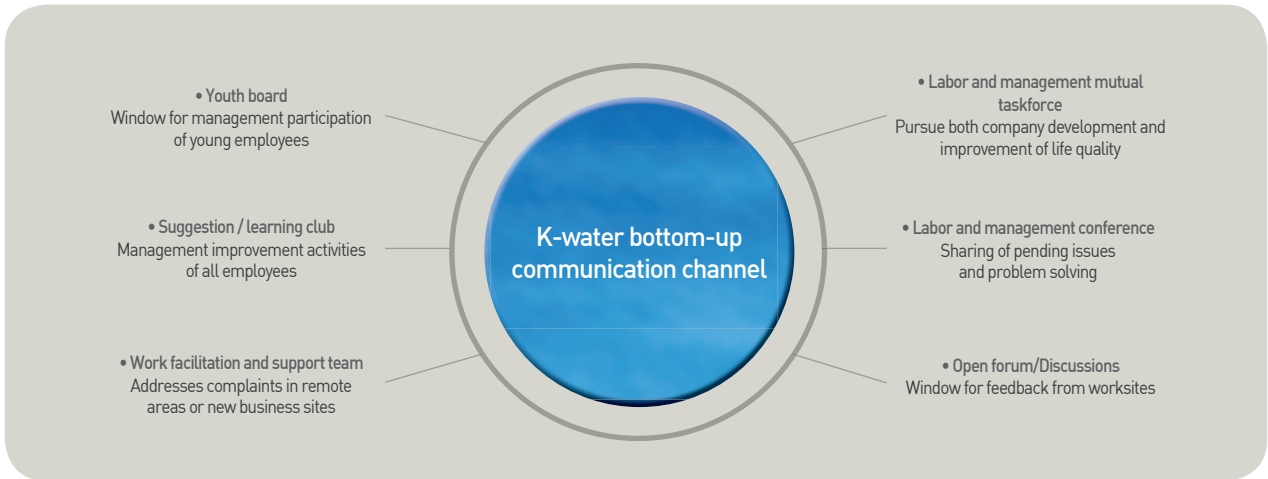 • Youth board
Window for management participation
of young employees
• Suggestion / learning club
Management improvement activities
of all employees
• Work facilitation and support team
Addresses complaints in remote
areas or new business sites
K-water bottom-up
communication channel
• Labor and management mutual
taskforce
Pursue both company development and
improvement of life quality
• Labor and management conference
Sharing of pending issues
and problem solving
• Open forum/Discussions
Window for feedback from worksites